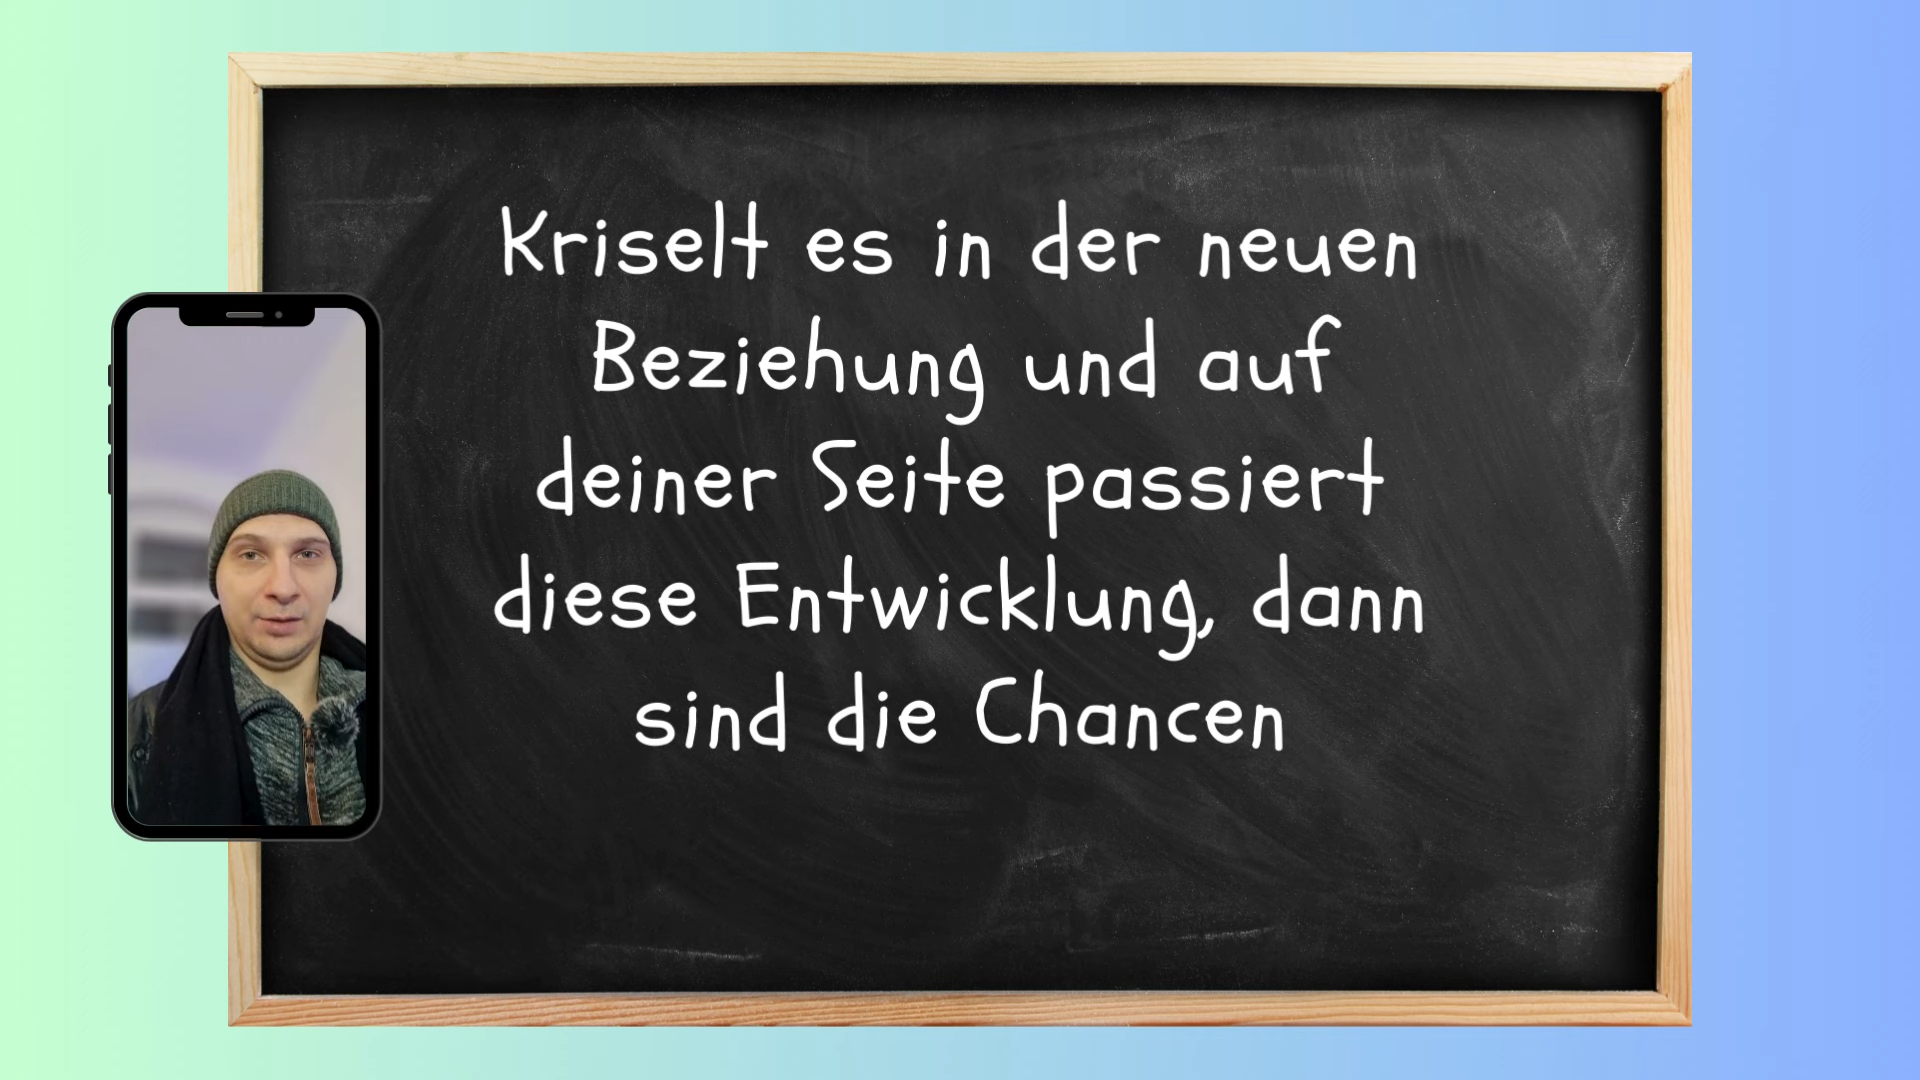 Kriselt es in der neuen
Beziehung und auf
deiner Seite passiert
diese Entwicklung, dann
sind die Chancen